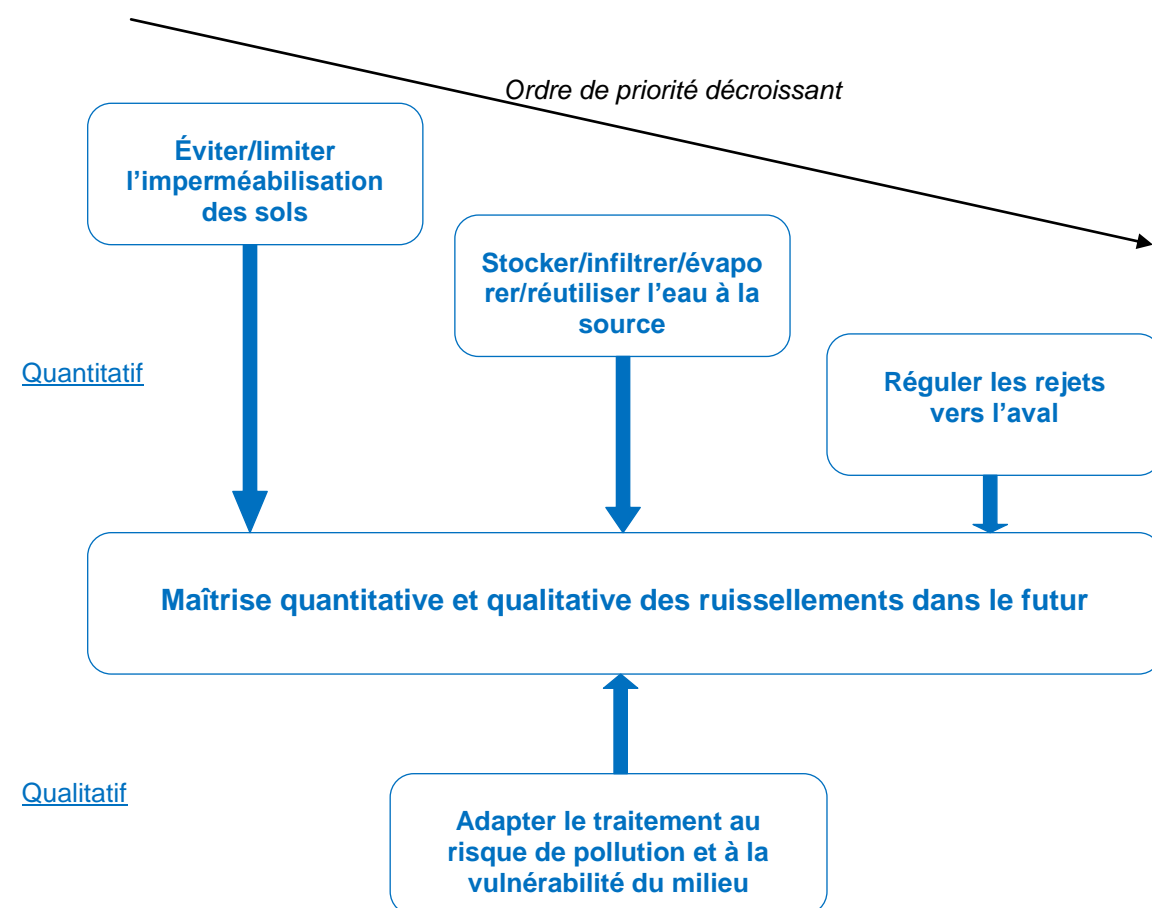 Ordre de priorité décroissant
Éviter/limiter
l’imperméabilisation
des sols
Stocker/infiltrer/évapo
rer/réutiliser l’eau à la
source
Quantitatif
Réguler les rejets
vers l’aval
Maîtrise quantitative et qualitative des ruissellements dans le futur
Qualitatif
Adapter le traitement au
risque de pollution et à la
vulnérabilité du milieu